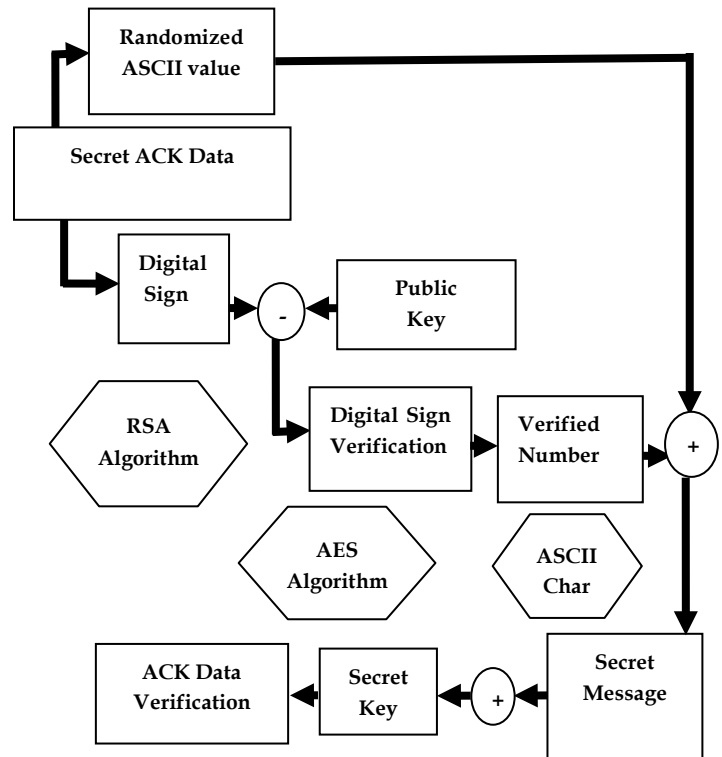 Randomized
ASCII value
Secret ACK Data
Digital
Sign
-
Public
Key
RSA
Algorithm
Digital Sign
Verification
Verified
Number
+
AES
Algorithm
ASCII
Char
ACK Data
Verification
Secret
Key
+
Secret
Message